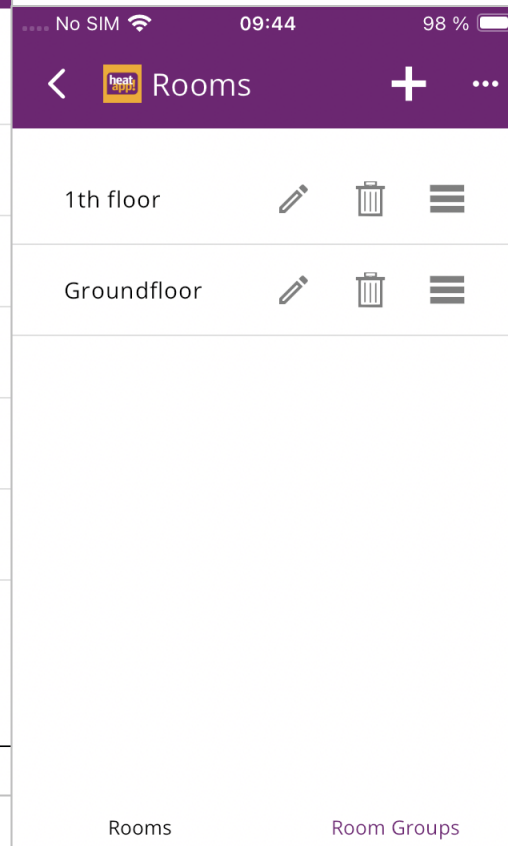 No SIM 09:44 98 %
heat app! Rooms
1th floor
Groundfloor
Rooms Room Groups